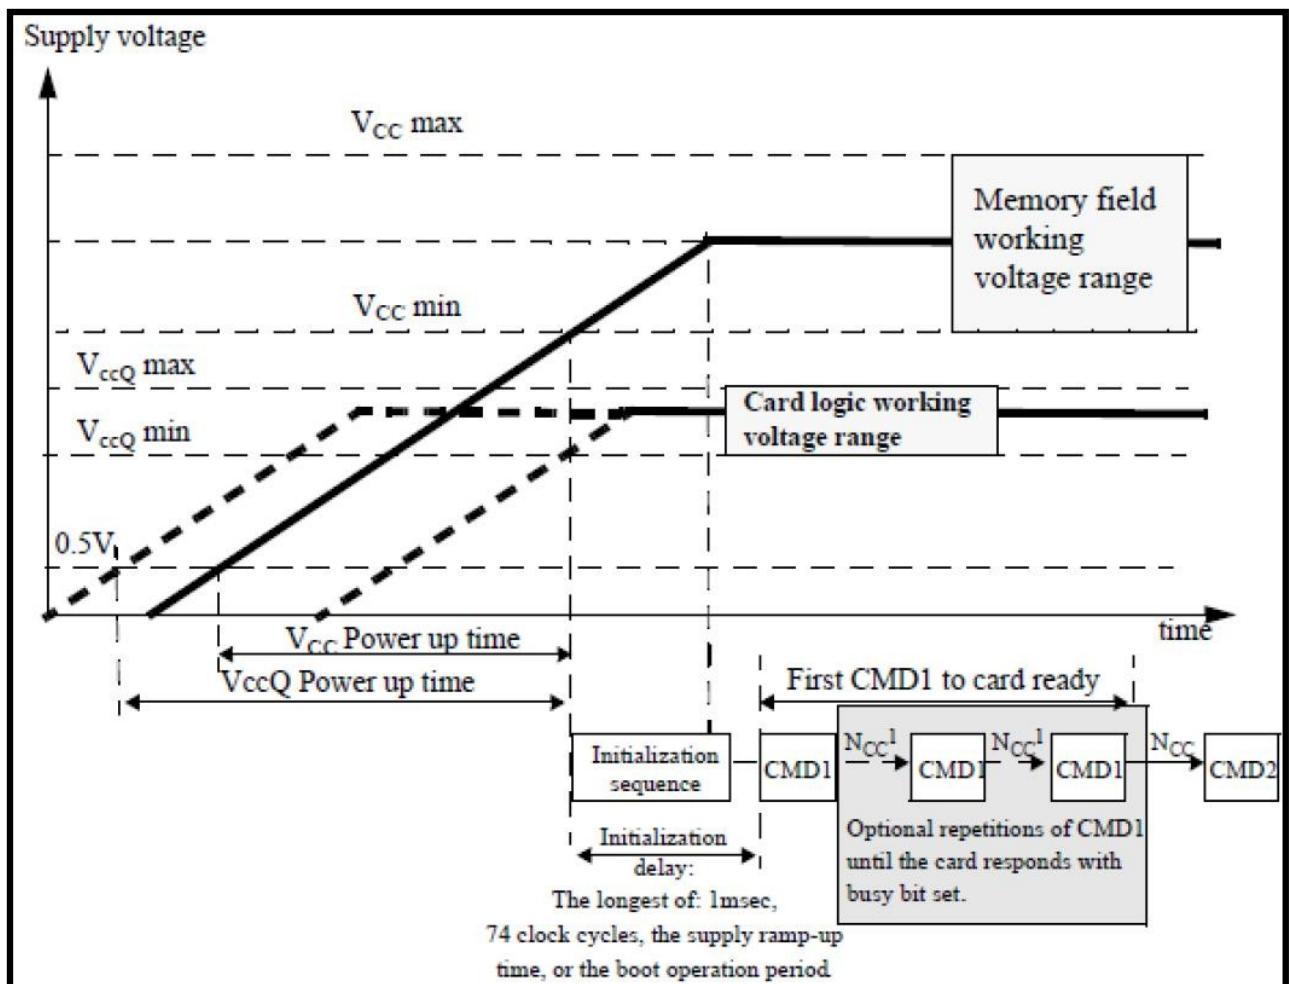 Supply voltage
VCC max
Memory field
working
voltage range
VCC min
VccQ max
Card logic working
voltage range
VccQ min
0.5V
time
VCC Power up time
VccQ Power up time
First CMD1 to card ready
Initialization
sequence
CMD1
NCC1
CMD1
NCC1
CMD1
NCC
CMD2
Optional repetitions of CMD1
until the card responds with
busy bit set.
Initialization
delay:
The longest of: 1msec,
74 clock cycles, the supply ramp-up
time, or the boot operation period